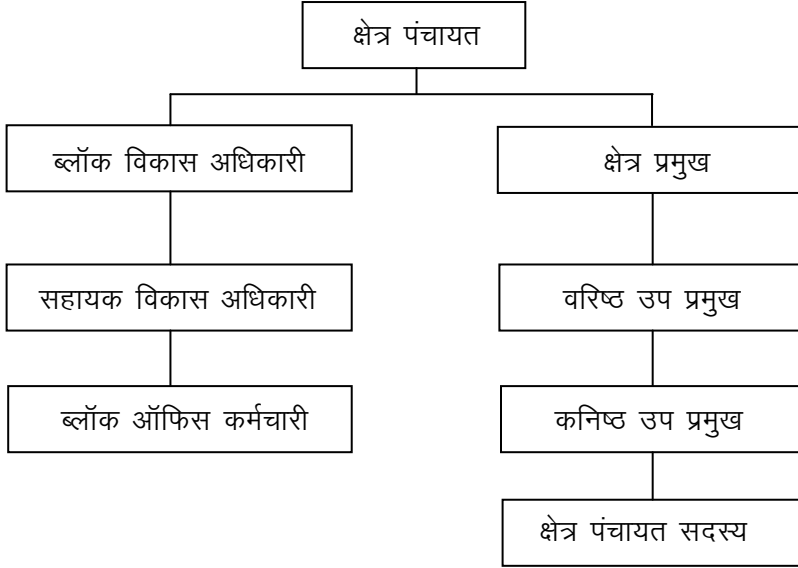 क्षेत्र पंचायत
ब्लॉक विकास अधिकारी
क्षेत्र प्रमुख
सहायक विकास अधिकारी
वरिष्ठ उप प्रमुख
ब्लॉक ऑफिस कर्मचारी
कनिष्ठ उप प्रमुख
क्षेत्र पंचायत सदस्य